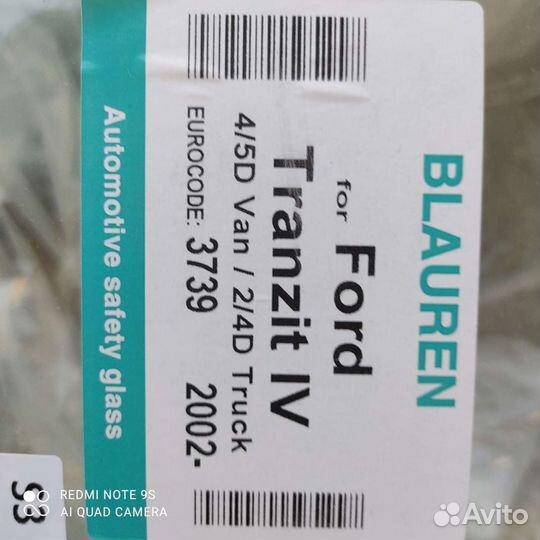 BLAUREN
for Ford
Tranzit IV
4/5D Van / 2/4D Truck
EUROCODE: 3739 2002-
Automotive safety glass
93
REDMI NOTE 9S
AI QUAD CAMERA
Avito